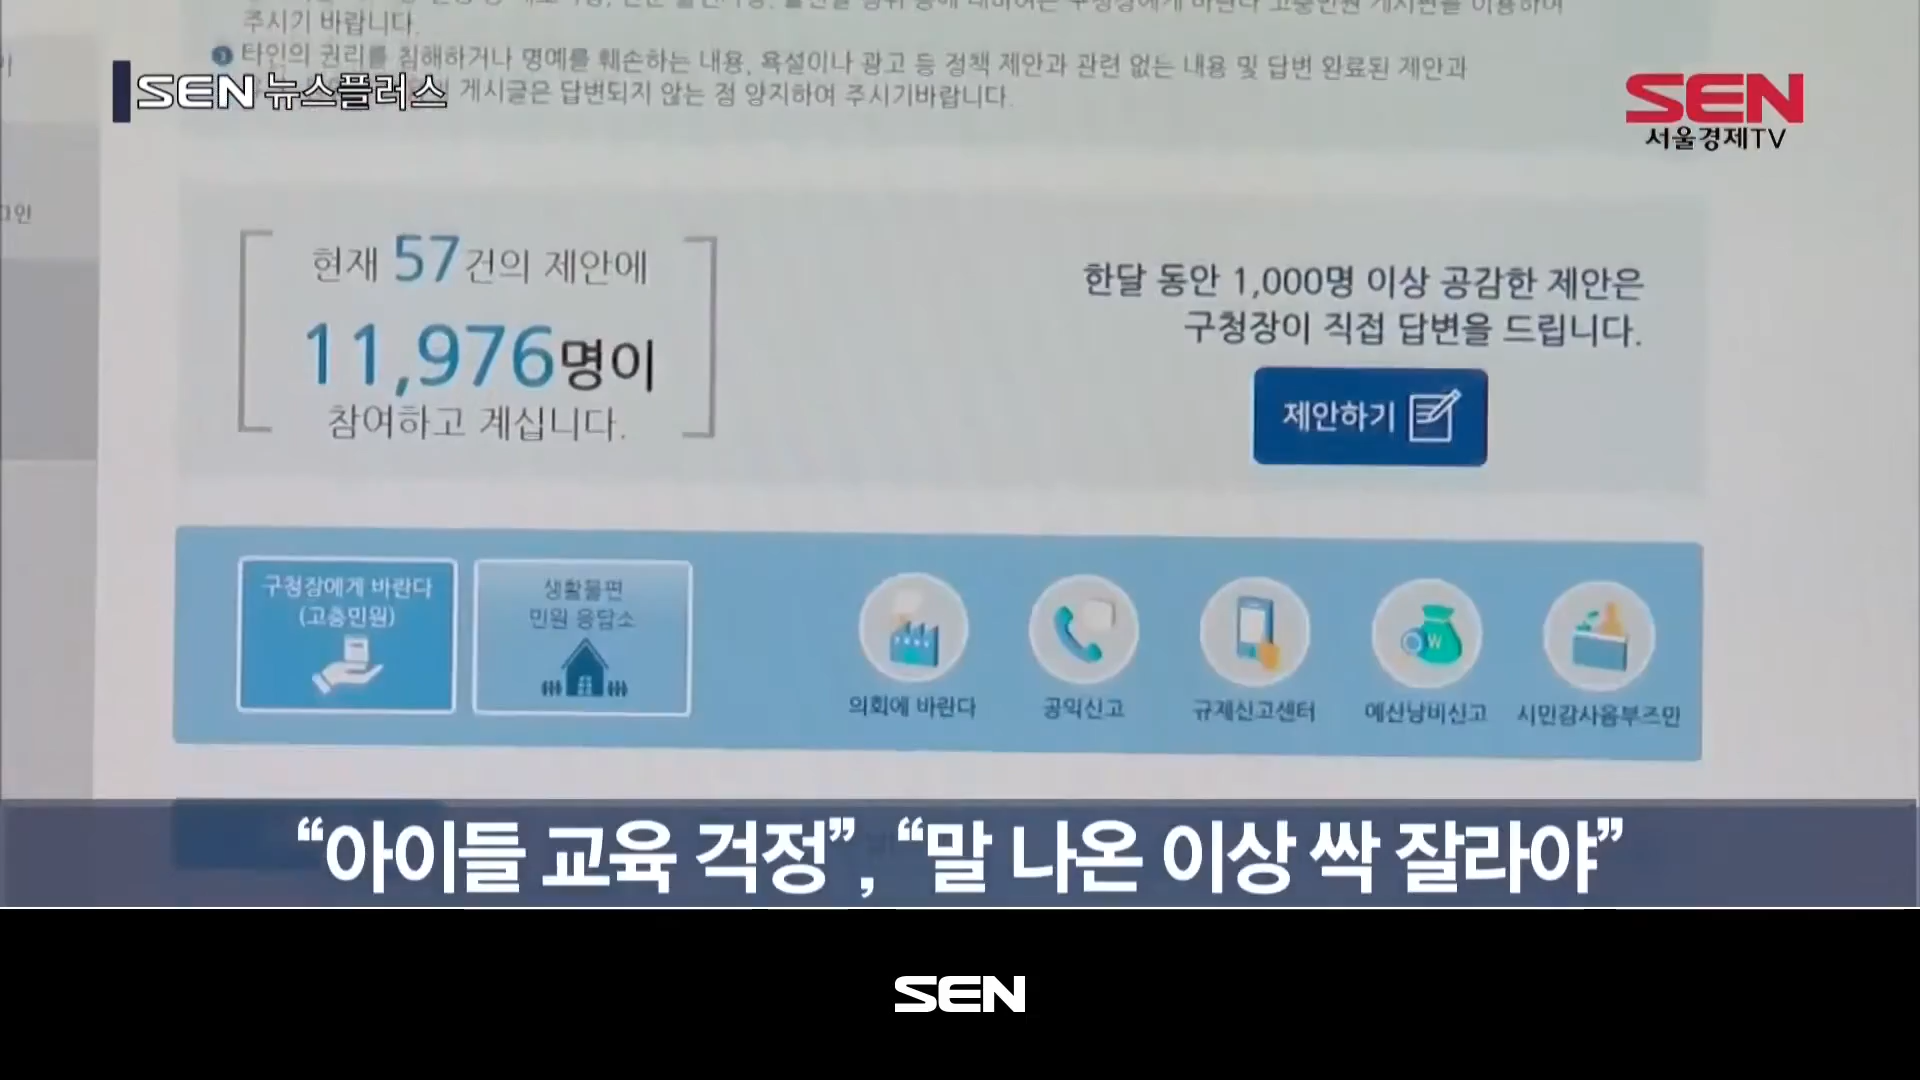 주시기 바랍니다.
타인의 권리를 침해하거나 명예를 훼손하는 내용, 욕설이나 광고 등 정책 제안과 관련 없는 내용 및 답변 완료된 제안과
게시글은 답변되지 않는 점 양지하여 주시기바랍니다.
SEN 뉴스플러스
SEN
서울경제TV
현재 57건의 제안에
11,976명이
참여하고 계십니다.
한달 동안 1,000명 이상 공감한 제안은
구청장이 직접 답변을 드립니다.
제안하기
구청장에게 바란다
(고충민원)
생활불편
민원 응답소
의회에 바란다
공익신고
규제신고센터
예산낭비신고
시민감사옴부즈만
“아이들 교육 걱정”, “말 나온 이상 싹 잘라야”
SEN